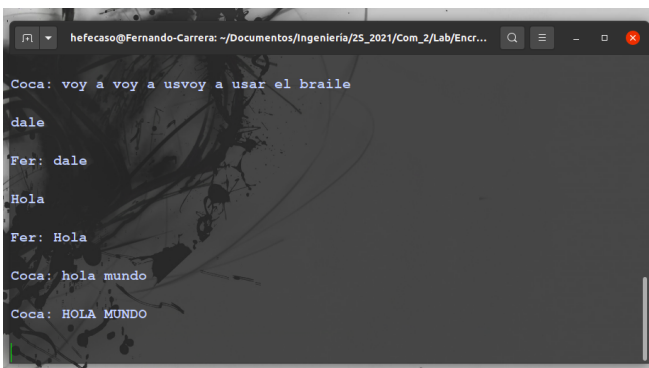 hefecaso@Fernando-Carrera: ~/Documentos/Ingeniería/2S_2021/Com_2/Lab/Encr...
Coca: voy a voy a usvoy a usar el braile
dale
Fer: dale
Hola
Fer: Hola
Coca: hola mundo
Coca: HOLA MUNDO